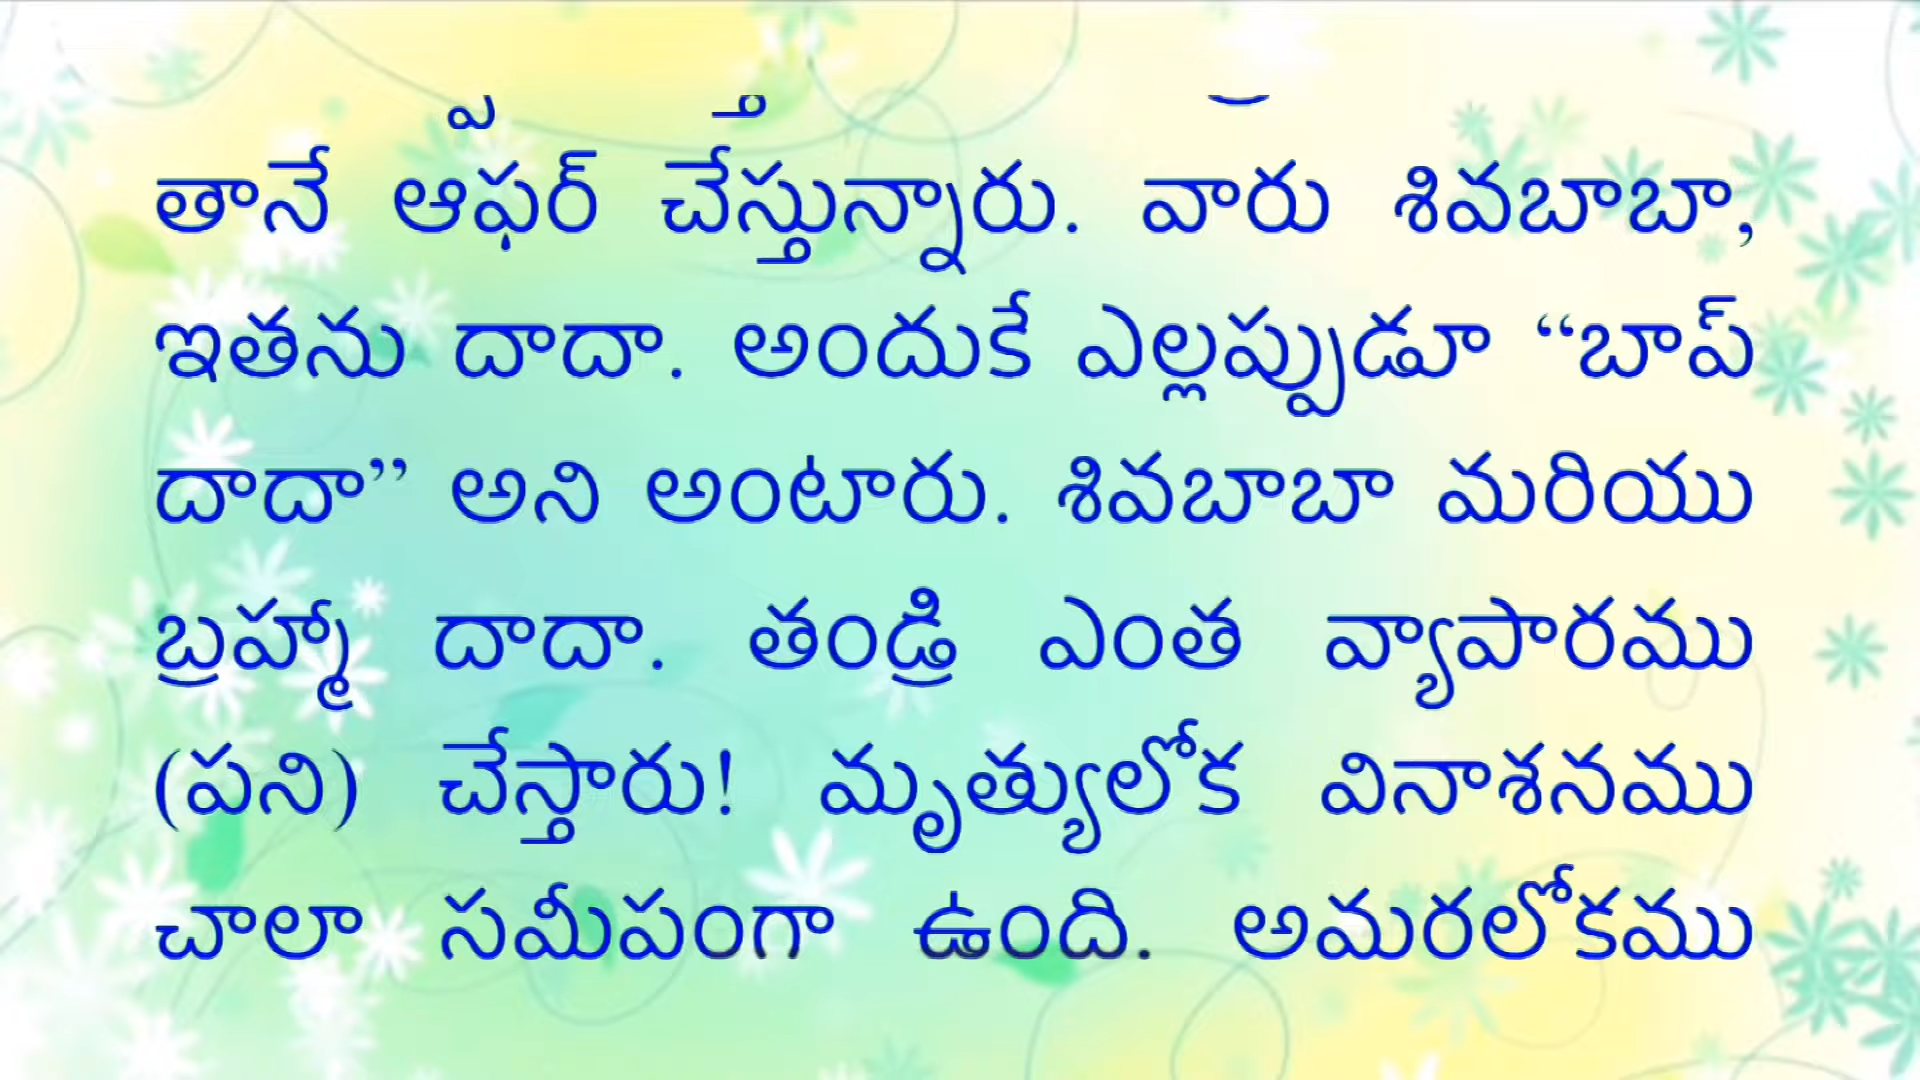 తానే ఆఫర్ చేస్తున్నారు. వారు శివబాబా,
ఇతను దాదా. అందుకే ఎల్లప్పుడూ “బాప్
దాదా” అని అంటారు. శివబాబా మరియు
బ్రహ్మా దాదా. తండ్రి ఎంత వ్యాపారము
(పని) చేస్తారు! మృత్యులోక వినాశనము
చాలా సమీపంగా ఉంది. అమరలోకము